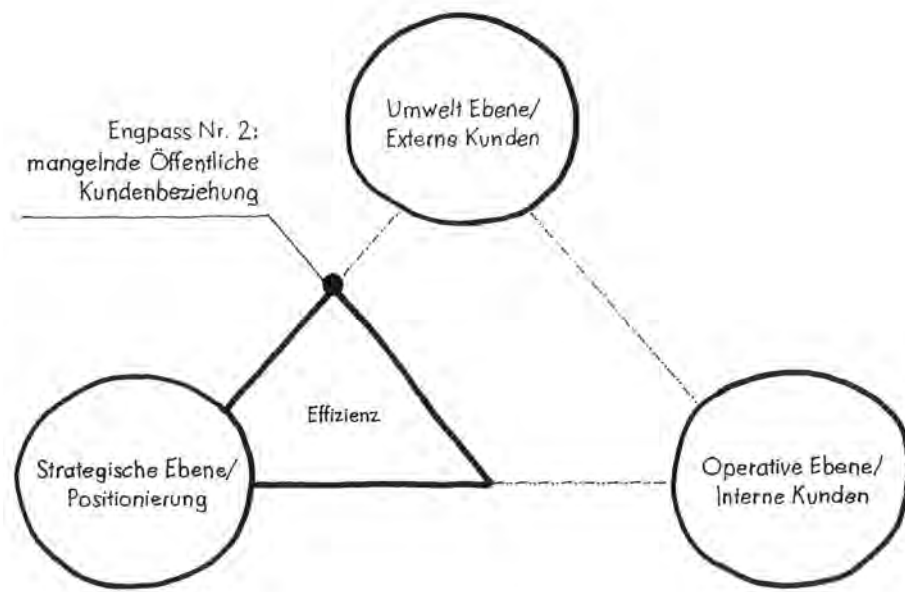 Umwelt Ebene/
Externe Kunden
Engpass Nr. 2:
mangelnde Öffentliche
Kundenbeziehung
Effizienz
Strategische Ebene/
Positionierung
Operative Ebene/
Interne Kunden